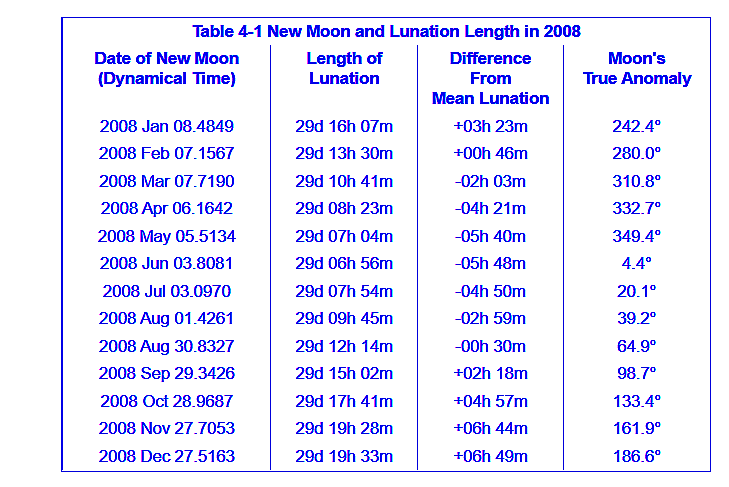 Table 4-1 New Moon and Lunation Length in 2008
Date of New Moon Length of Difference Moon's
(Dynamical Time) Lunation From True Anomaly
Mean Lunation
2008 Jan 08.4849 29d 16h 07m +03h 23m 242.4°
2008 Feb 07.1567 29d 13h 30m +00h 46m 280.0°
2008 Mar 07.7190 29d 10h 41m -02h 03m 310.8°
2008 Apr 06.1642 29d 08h 23m -04h 21m 332.7°
2008 May 05.5134 29d 07h 04m -05h 40m 349.4°
2008 Jun 03.8081 29d 06h 56m -05h 48m 4.4°
2008 Jul 03.0970 29d 07h 54m -04h 50m 20.1°
2008 Aug 01.4261 29d 09h 45m -02h 59m 39.2°
2008 Aug 30.8327 29d 12h 14m -00h 30m 64.9°
2008 Sep 29.3426 29d 15h 02m +02h 18m 98.7°
2008 Oct 28.9687 29d 17h 41m +04h 57m 133.4°
2008 Nov 27.7053 29d 19h 28m +06h 44m 161.9°
2008 Dec 27.5163 29d 19h 33m +06h 49m 186.6°